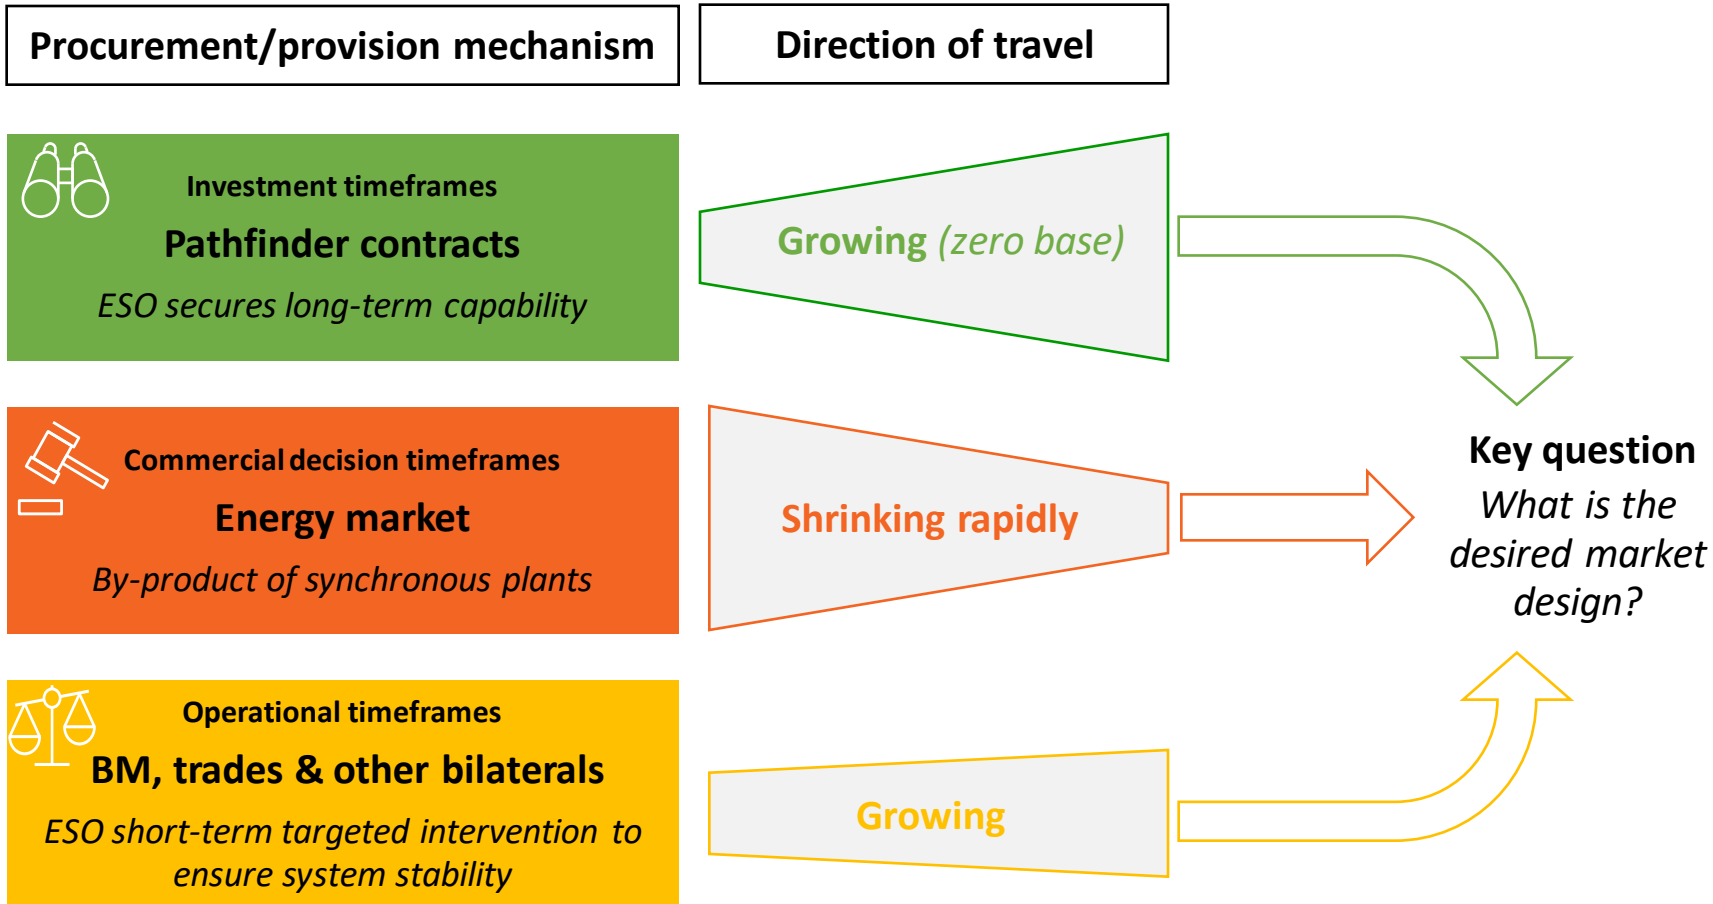 Procurement/provision mechanism
Direction of travel
Investment timeframes
Pathfinder contracts
ESO secures long-term capability
Growing (zero base)
Commercial decision timeframes
Energy market
By-product of synchronous plants
Shrinking rapidly
Operational timeframes
BM, trades & other bilaterals
ESO short-term targeted intervention to
ensure system stability
Growing
Key question
What is the
desired market
design?